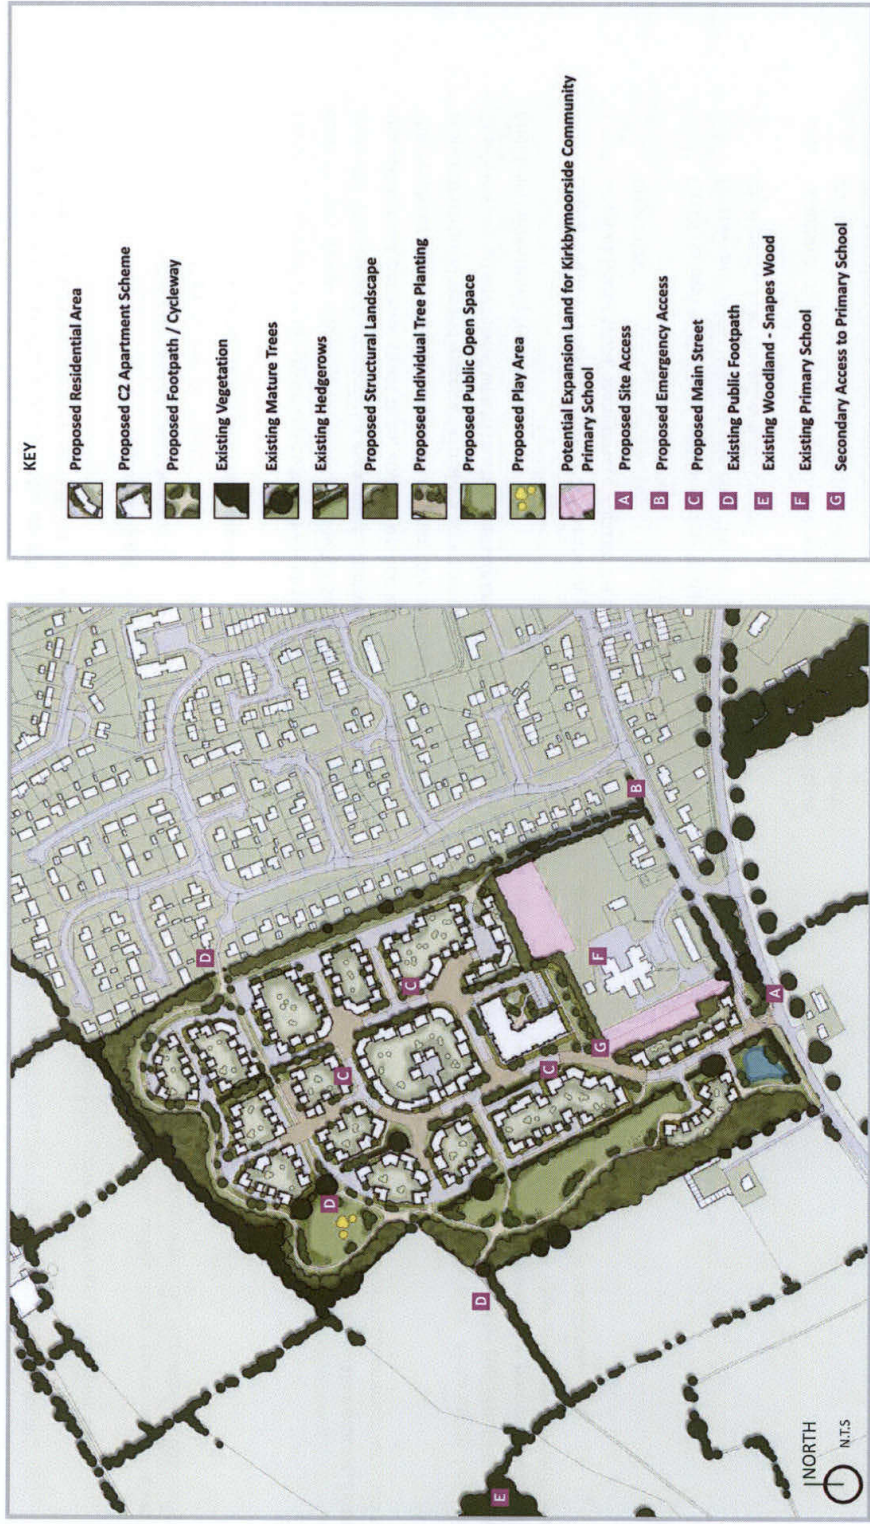 KEY
Proposed Residential Area
Proposed C2 Apartment Scheme
Proposed Footpath / Cycleway
Existing Vegetation
Existing Mature Trees
Existing Hedgerows
Proposed Structural Landscape
Proposed Individual Tree Planting
Proposed Public Open Space
Proposed Play Area
Potential Expansion Land for Kirkbymoorside Community
Primary School
A Proposed Site Access
B Proposed Emergency Access
C Proposed Main Street
D Existing Public Footpath
E Existing Woodland - Snapes Wood
F Existing Primary School
G Secondary Access to Primary School
D
C
B
D
C
F
C
G
A
D
E
NORTH
N.T.S